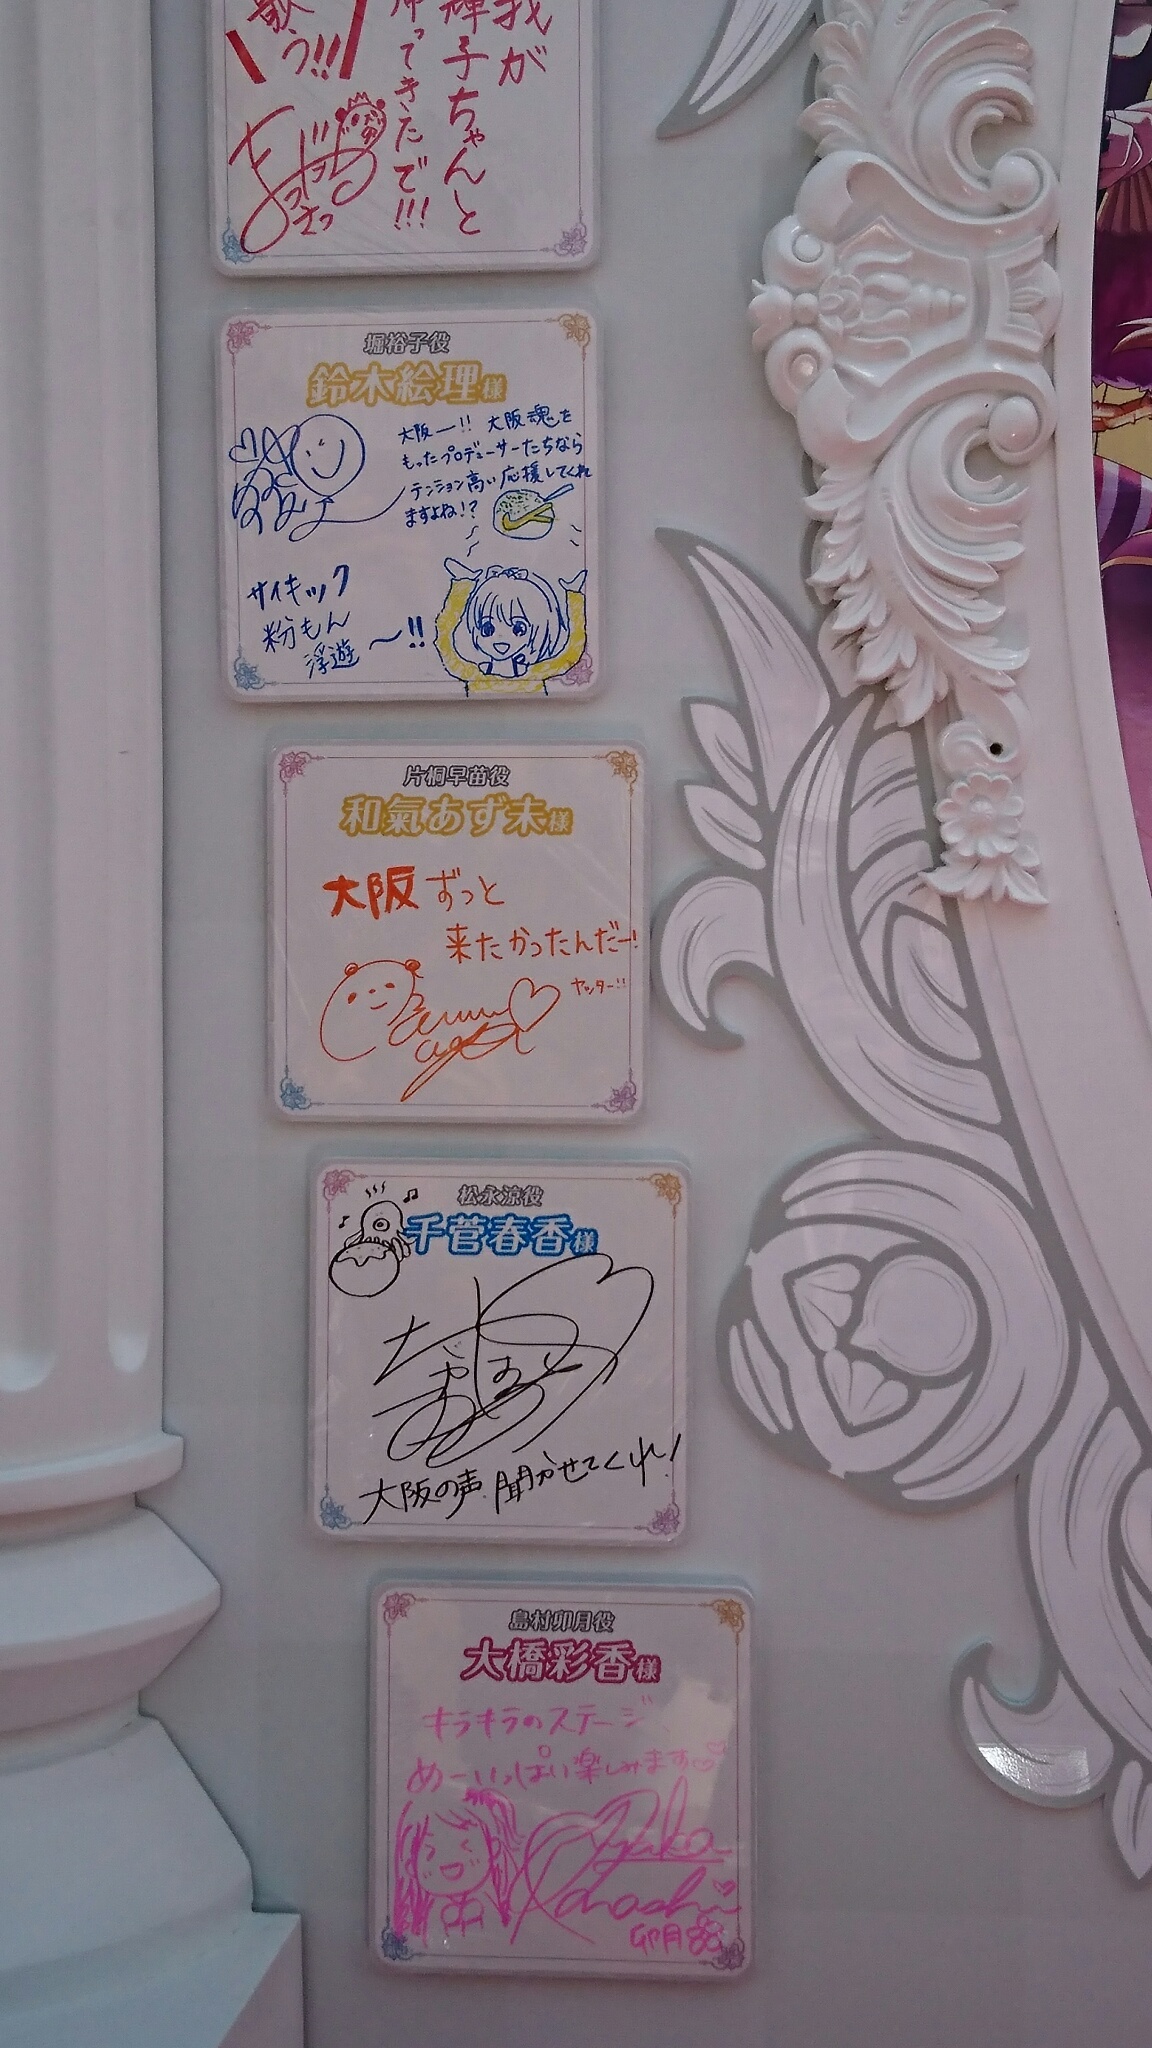 我が
輝子ちゃんと
帰ってきたで!!!
歌う!!
堀裕子役
鈴木絵理様
大阪ー!! 大阪魂を
もったプロデューサーたちなら
テンション高い応援してくれ
ますよね!?
サイキック
粉もん
浮遊～!!
片桐早苗役
和氣あず未様
大阪ずっと
来たかったんだー!
ヤッター!!
松永涼役
千菅春香様
大阪の声聞かせてくれ!
島村卯月役
大橋彩香様
キラキラのステージ
めーいっぱい楽しみます♡
Ayaka
Ohashi
卯月